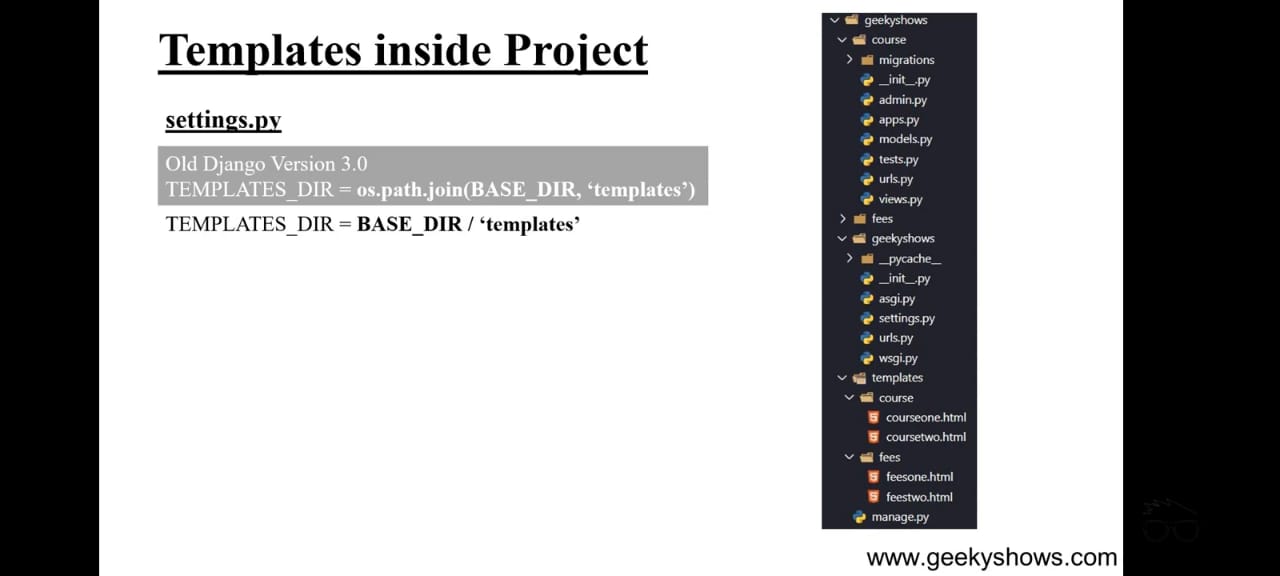 Templates inside Project
settings.py
Old Django Version 3.0
TEMPLATES_DIR = os.path.join(BASE_DIR, ‘templates’)
TEMPLATES_DIR = BASE_DIR / ‘templates’
geekyshows
course
migrations
__init__.py
admin.py
apps.py
models.py
tests.py
urls.py
views.py
fees
geekyshows
__pycache__
__init__.py
asgi.py
settings.py
urls.py
wsgi.py
templates
course
courseone.html
coursetwo.html
fees
feesone.html
feestwo.html
manage.py
www.geekyshows.com